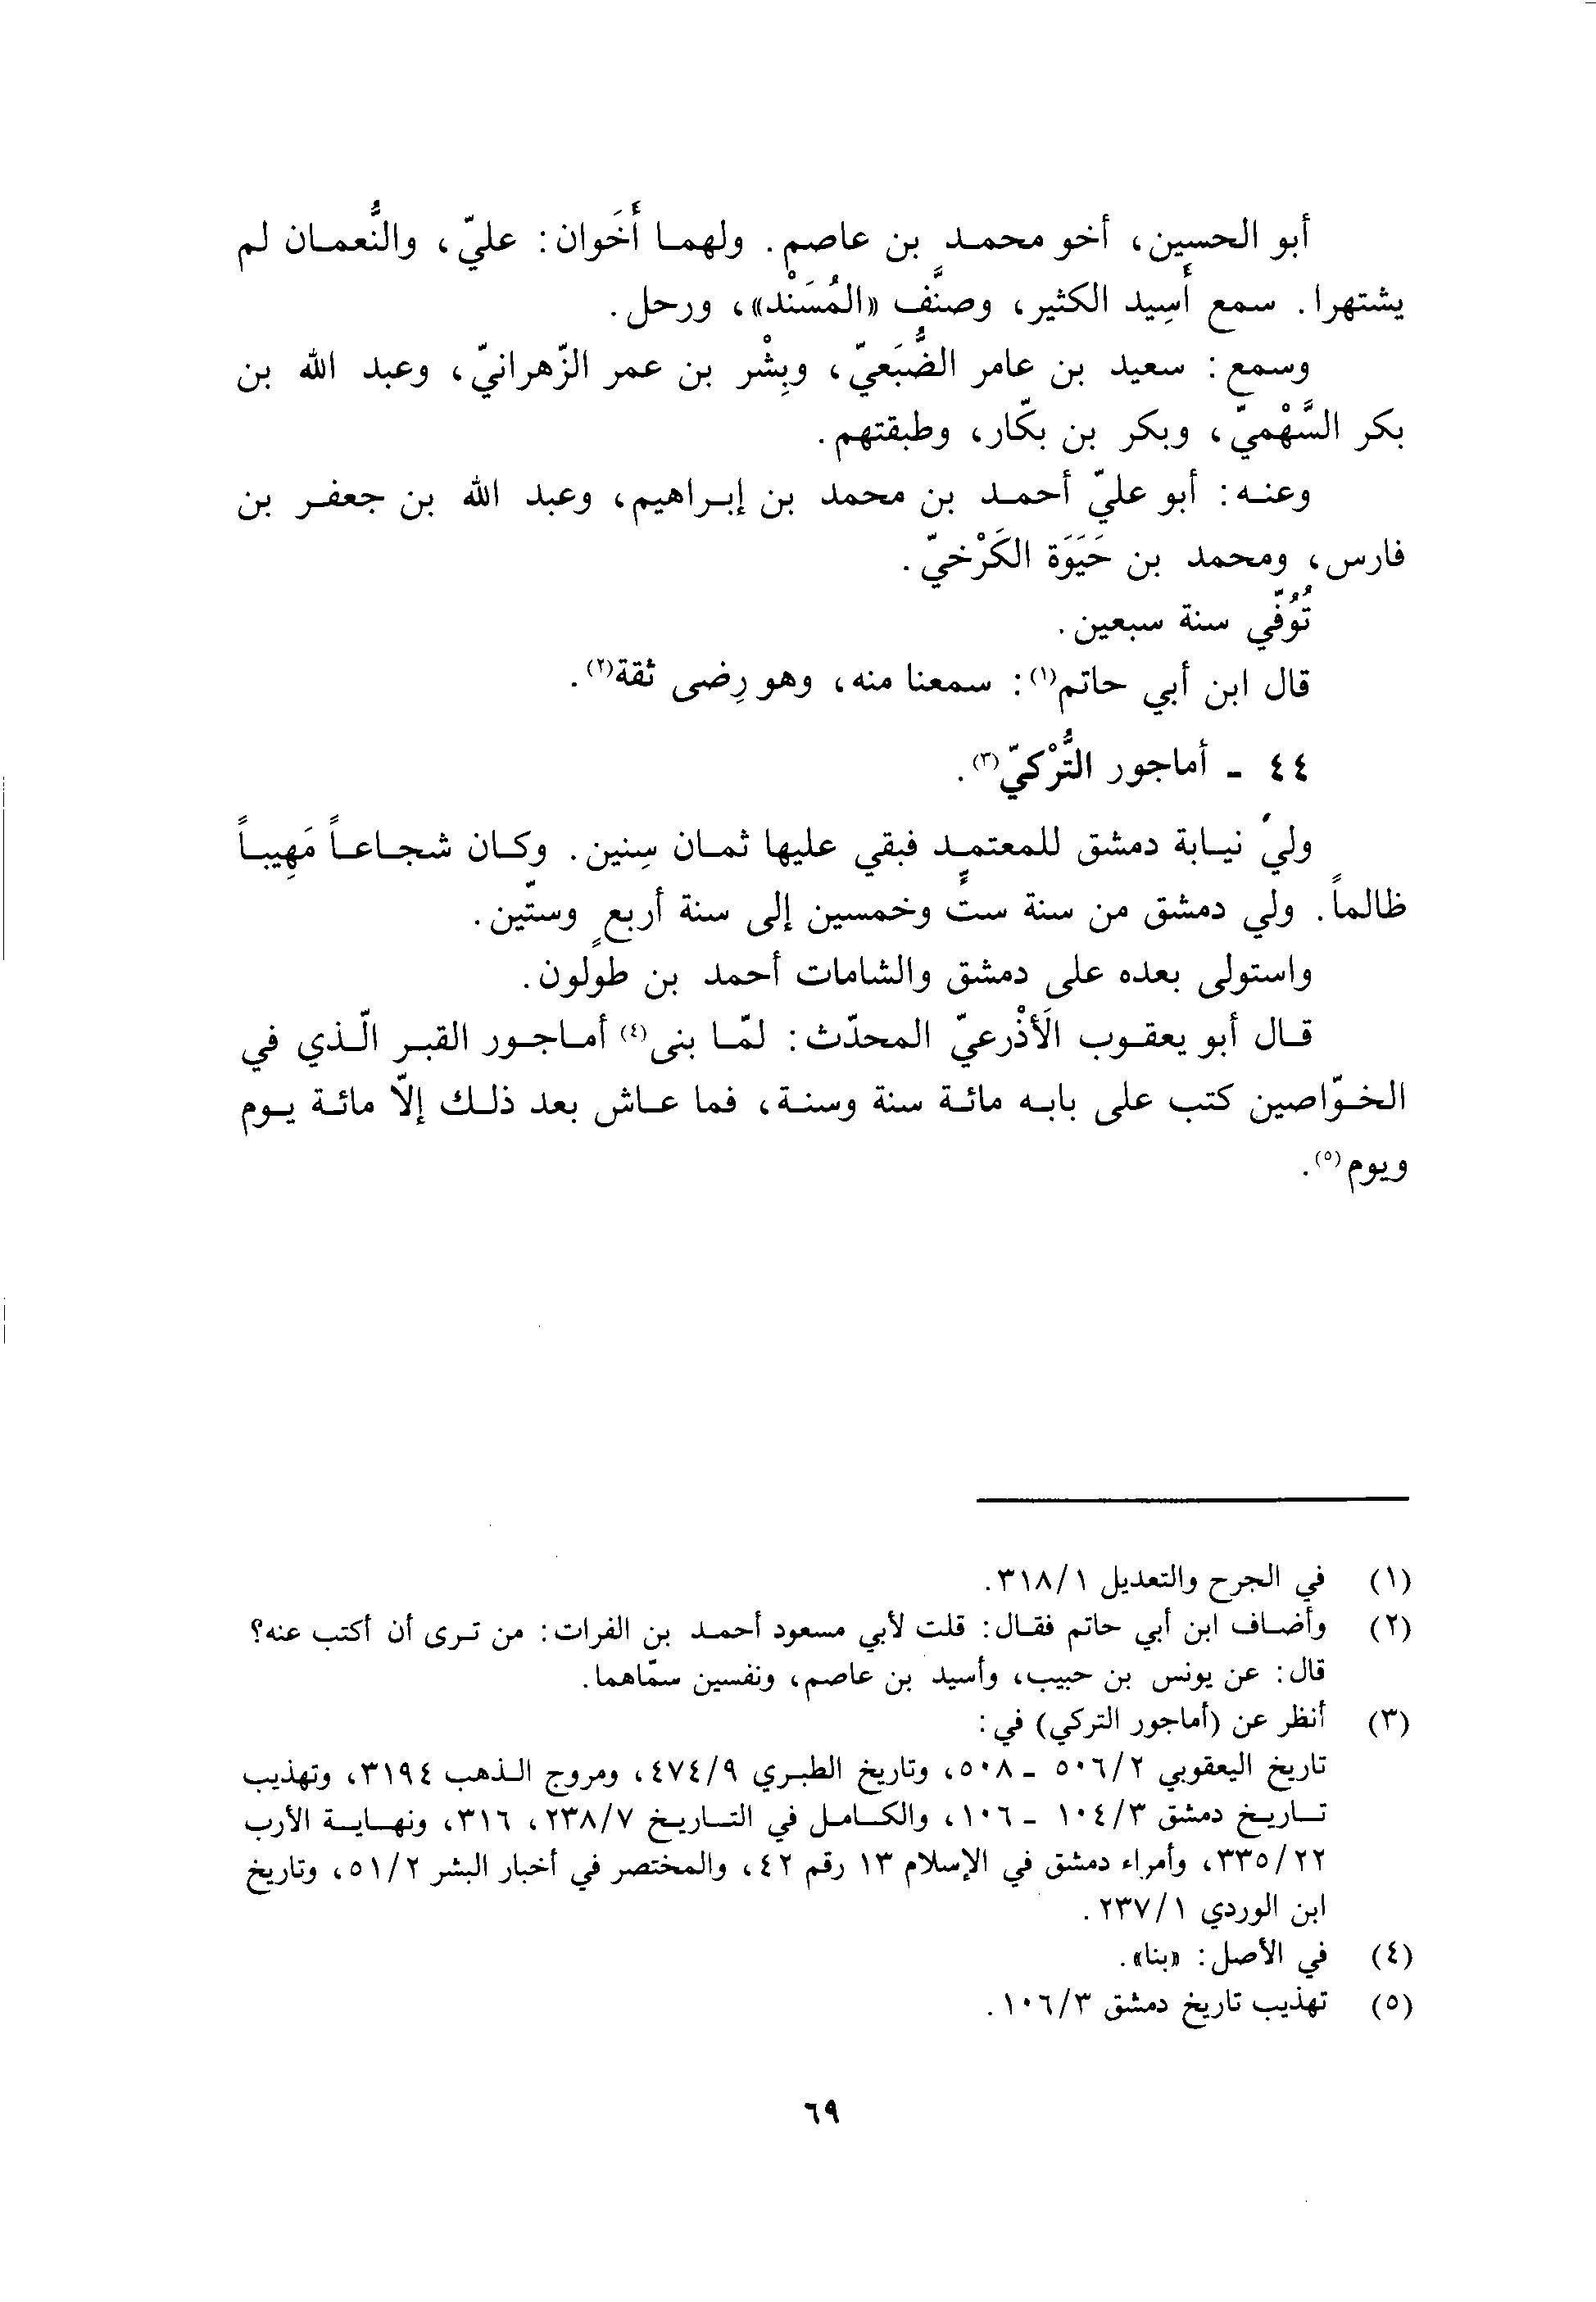 أبو الحسين، أخو محمد بن عاصم. ولهما أَخَوان: عليّ، والنُّعمان لم
يشتهرا. سمع أَسِيد الكثير، وصنَّف «المُسَنْد»، ورحل.
وسمع: سعيد بن عامر الضُّبَعيّ، وبِشْر بن عمر الزّهرانيّ، وعبد الله بن
بكر السَّهْميّ، وبكر بن بكّار، وطبقتهم.
وعنه: أبو عليّ أحمد بن محمد بن إبراهيم، وعبد الله بن جعفر بن
فارس، ومحمد بن حَيَوَة الكَرْخيّ.
تُوُفّي سنة سبعين.
قال ابن أبي حاتم(١): سمعنا منه، وهو رِضى ثقة(٢).
٤٤ - أماجور التُّرْكيّ(٣).
وليَ نيابة دمشق للمعتمد فبقي عليها ثمان سِنين. وكان شجاعاً مَهِيباً
ظالماً. ولي دمشق من سنة ستٍّ وخمسين إلى سنة أربعٍ وستّين.
واستولى بعده على دمشق والشامات أحمد بن طولون.
قال أبو يعقوب الَأذْرعيّ المحدّث: لمّا بنى(٤) أماجور القبر الّذي في
الخوّاصين كتب على بابه مائة سنة وسنة، فما عاش بعد ذلك إلّا مائة يوم
ويوم(٥).
(١) في الجرح والتعديل ٣١٨/١.
(٢) وأضاف ابن أبي حاتم فقال: قلت لأبي مسعود أحمد بن الفرات: من ترى أن أكتب عنه؟
قال: عن يونس بن حبيب، وأسيد بن عاصم، ونفسين سمّاهما.
(٣) أنظر عن (أماجور التركي) في:
تاريخ اليعقوبي ٥٠٦/٢ - ٥٠٨، وتاريخ الطبري ٤٧٤/٩، ومروج الذهب ٣١٩٤، وتهذيب
تاريخ دمشق ١٠٤/٣ - ١٠٦، والكامل في التاريخ ٢٣٨/٧، ٣١٦، ونهاية الأرب
٣٣٥/٢٢، وأمراء دمشق في الإسلام ١٣ رقم ٤٢، والمختصر في أخبار البشر ٥١/٢، وتاريخ
ابن الوردي ٢٣٧/١.
(٤) في الأصل: «بنا».
(٥) تهذيب تاريخ دمشق ١٠٦/٣.
٦٩